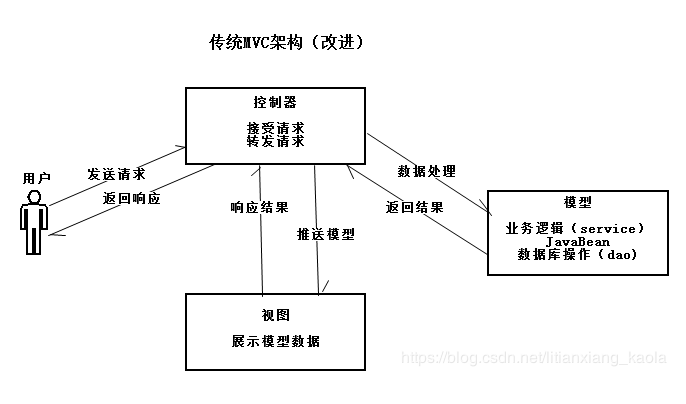 传统MVC架构（改进）
控制器
接受请求
转发请求
用户
发送请求
返回响应
响应结果
推送模型
数据处理
返回结果
模型
业务逻辑（service）
JavaBean
数据库操作（dao）
视图
展示模型数据
https://blog.csdn.net/litianxiang_kaola